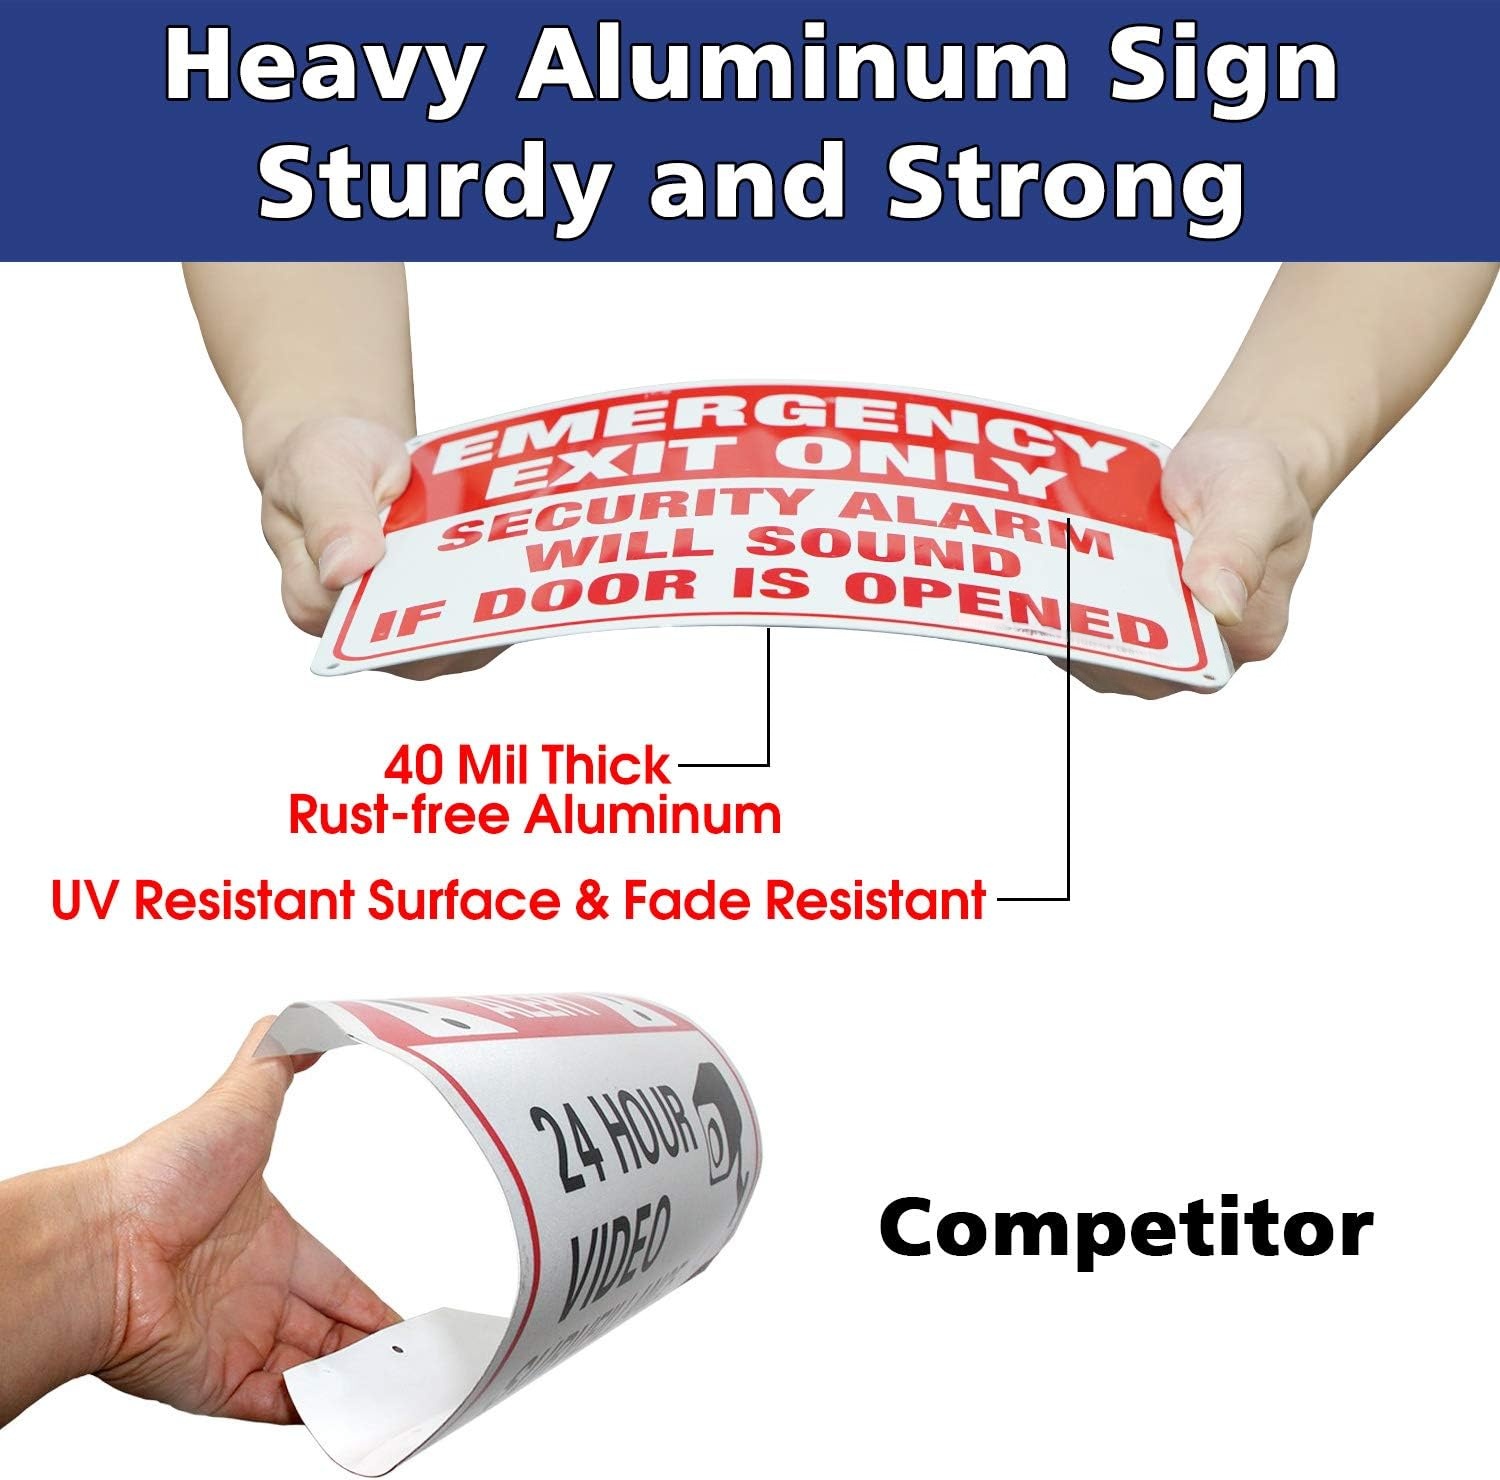 Heavy Aluminum Sign
Sturdy and Strong
EMERGENCY
EXIT ONLY
SECURITY ALARM
WILL SOUND
IF DOOR IS OPENED
40 Mil Thick
Rust-free Aluminum
UV Resistant Surface & Fade Resistant
ALERT
24 HOUR
VIDEO
Competitor